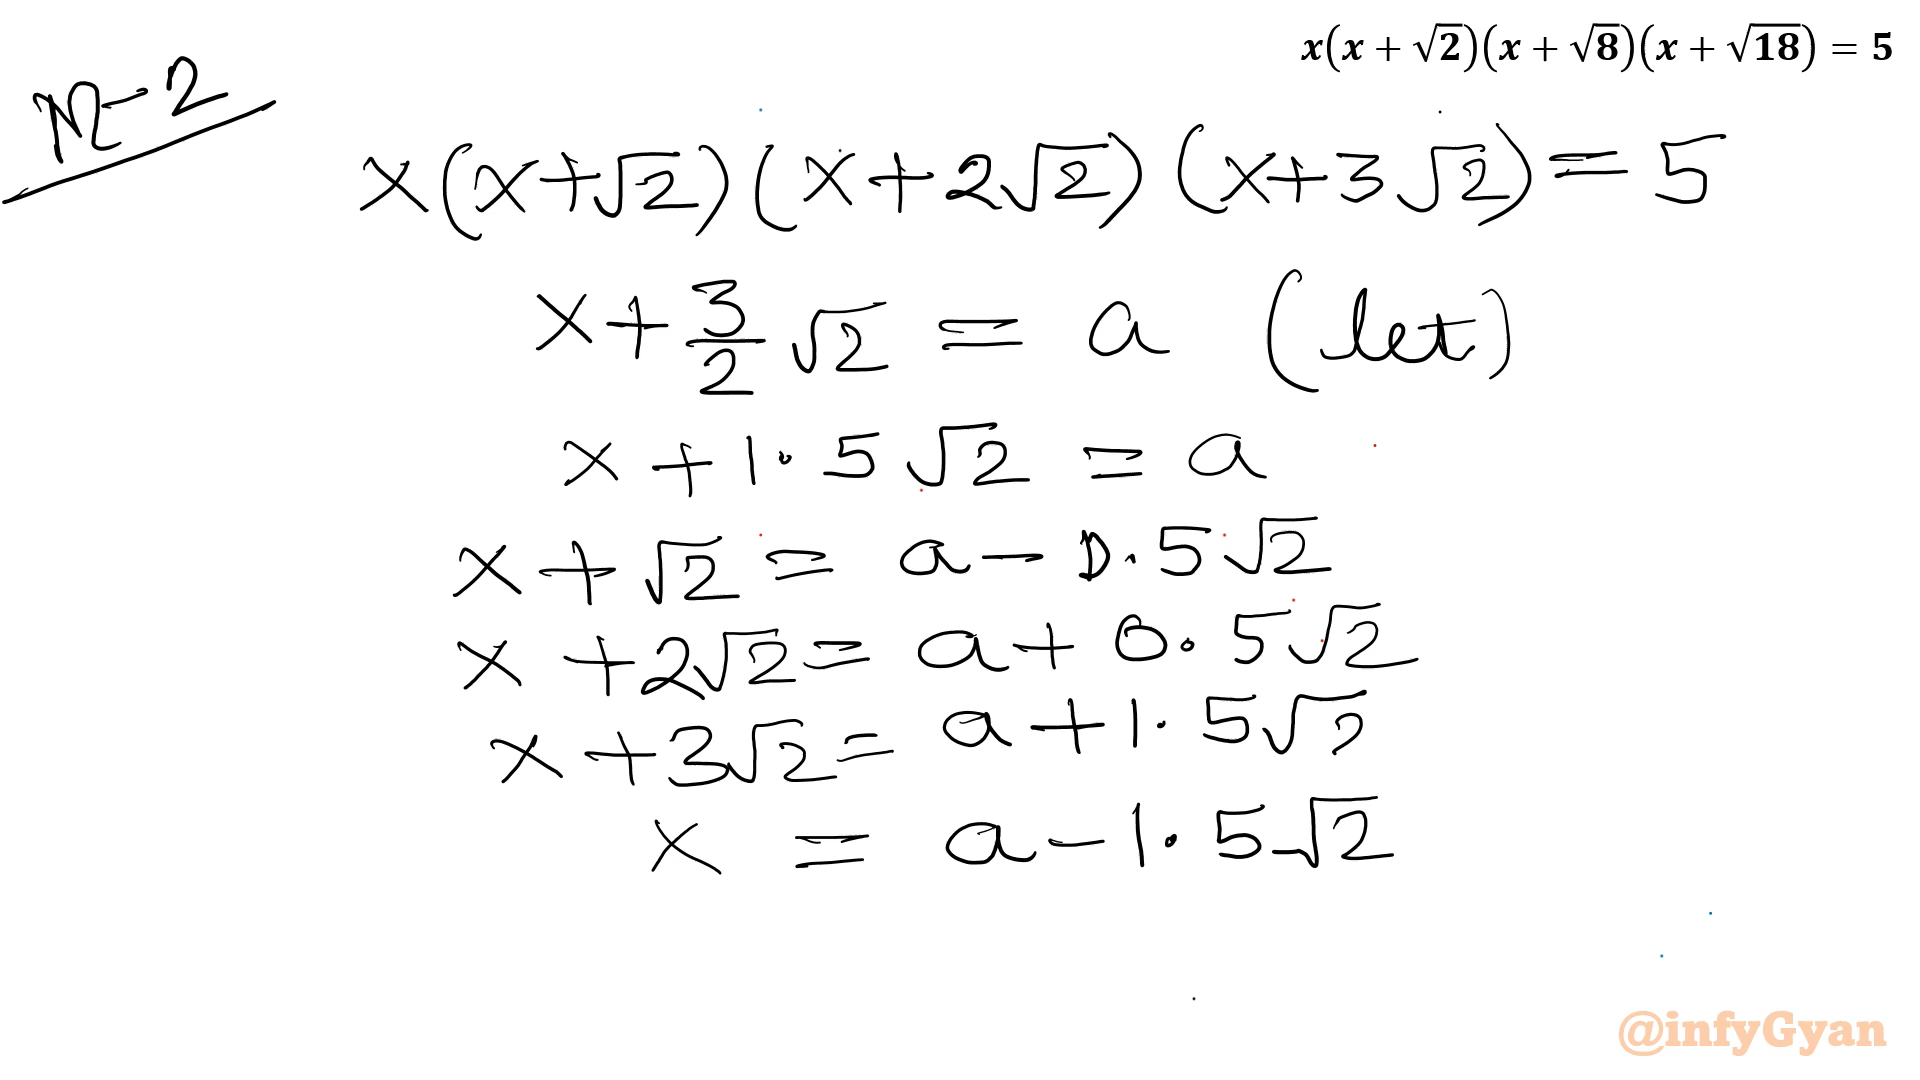 x(x + √2)(x + √8)(x + √18) = 5
M-2
x(x+√2)(x+2√2)(x+3√2)=5
x+3/2 √2 = a (let)
x+1.5√2 = a
x+√2 = a-0.5√2
x+2√2 = a+0.5√2
x+3√2 = a+1.5√2
x = a-1.5√2
@infyGyan